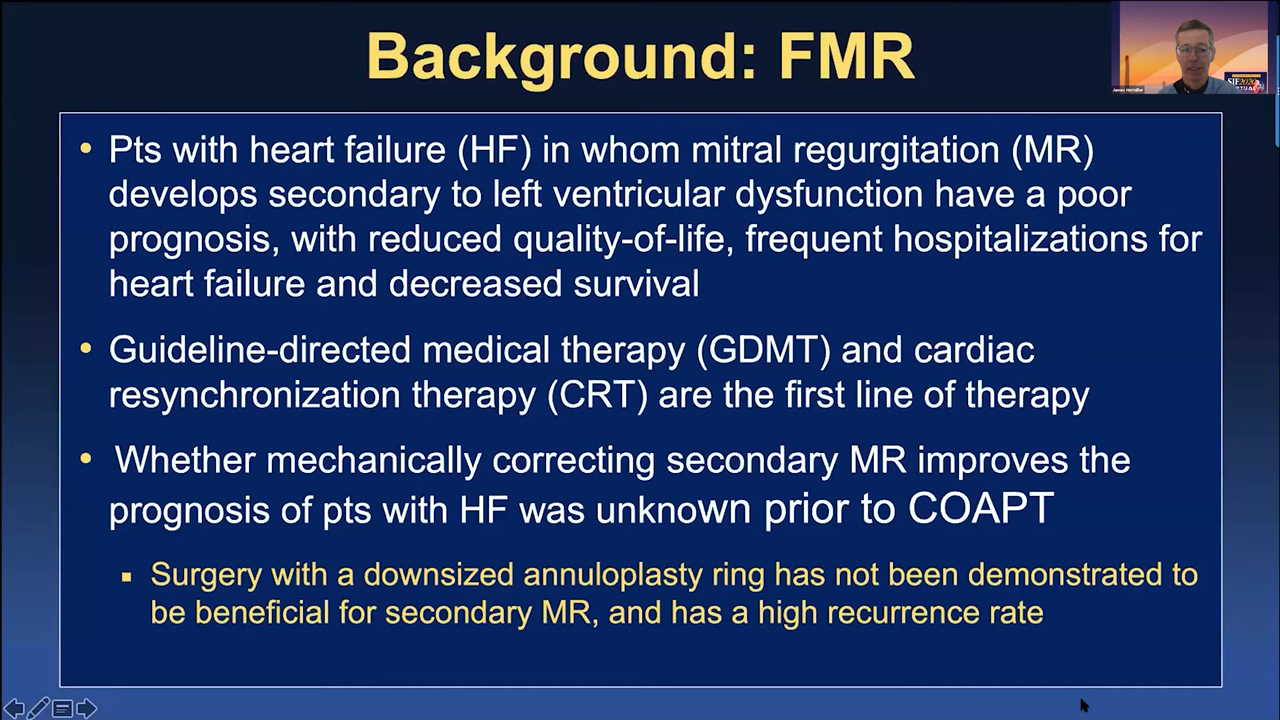 Background: FMR
• Pts with heart failure (HF) in whom mitral regurgitation (MR)
develops secondary to left ventricular dysfunction have a poor
prognosis, with reduced quality-of-life, frequent hospitalizations for
heart failure and decreased survival
• Guideline-directed medical therapy (GDMT) and cardiac
resynchronization therapy (CRT) are the first line of therapy
• Whether mechanically correcting secondary MR improves the
prognosis of pts with HF was unknown prior to COAPT
▪ Surgery with a downsized annuloplasty ring has not been demonstrated to
be beneficial for secondary MR, and has a high recurrence rate